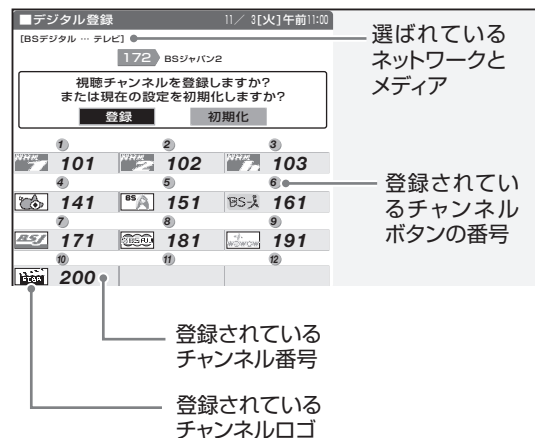 ■デジタル登録 11／ 3[火]午前11:00
[BSデジタル … テレビ]
172 BSジャパン2
視聴チャンネルを登録しますか?
または現在の設定を初期化しますか?
登録 初期化
1 2 3
101 102 103
4 5 6
141 BS 151 BS-i 161
7 8 9
BSJ 171 181 WOWOW 191
10 11 12
STAR 200
選ばれている
ネットワークと
メディア
登録されてい
るチャンネル
ボタンの番号
登録されている
チャンネル番号
登録されている
チャンネルロゴ